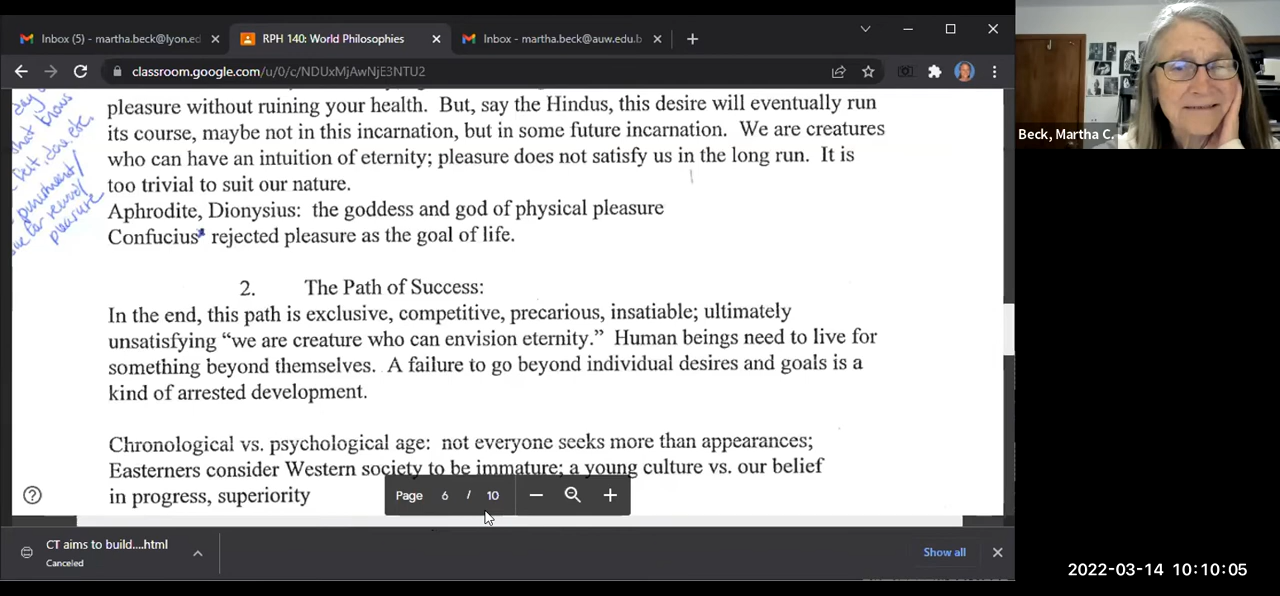 Inbox (5) - martha.beck@lyon.ed
RPH 140: World Philosophies
Inbox - martha.beck@auw.edu.b
classroom.google.com/u/0/c/NDUxMjAwNjE3NTU2
Beck, Martha C.
day
that knows
etc.
punishment/
for reward/
pleasure
pleasure without ruining your health. But, say the Hindus, this desire will eventually run
its course, maybe not in this incarnation, but in some future incarnation. We are creatures
who can have an intuition of eternity; pleasure does not satisfy us in the long run. It is
too trivial to suit our nature.
Aphrodite, Dionysius: the goddess and god of physical pleasure
Confucius* rejected pleasure as the goal of life.
2. The Path of Success:
In the end, this path is exclusive, competitive, precarious, insatiable; ultimately
unsatisfying “we are creature who can envision eternity.” Human beings need to live for
something beyond themselves. A failure to go beyond individual desires and goals is a
kind of arrested development.
Chronological vs. psychological age: not everyone seeks more than appearances;
Easterners consider Western society to be immature; a young culture vs. our belief
in progress, superiority
Page 6 / 10
CT aims to build....html
Canceled
Show all
2022-03-14 10:10:05